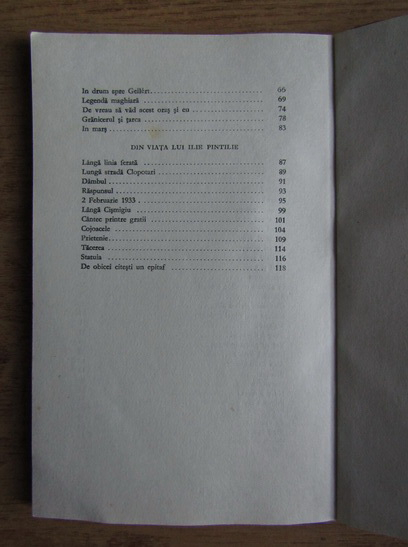 In drum spre Gellért. 66
Legendă maghiară 69
De vreau să văd acest oraș și eu 74
Grănicerul și țarca 78
In marș 83
DIN VIAȚA LUI ILIE PINTILIE
Lângă linia ferată 87
Lungă stradă Clopotari 89
Dâmbul 91
Răspunsul 93
2 Februarie 1933 95
Lângă Cișmigiu 99
Cântec printre gratii 101
Cojoacele 104
Prietenie 109
Tăcerea 114
Statuia 116
De obicei citești un epitaf 118